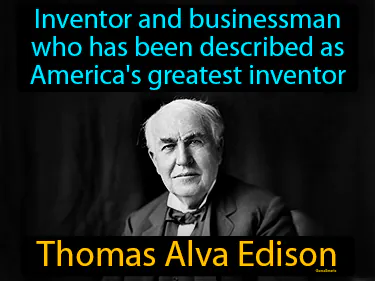 Inventor and businessman
who has been described as
America's greatest inventor
Thomas Alva Edison